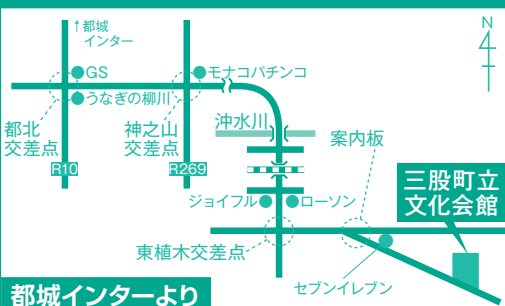 ↑都城
インター
N
GS
モナコパチンコ
うなぎの柳川
都北
交差点
神之山
交差点
沖水川
案内板
R10
R269
三股町立
文化会館
ジョイフル
ローソン
東植木交差点
セブンイレブン
都城インターより